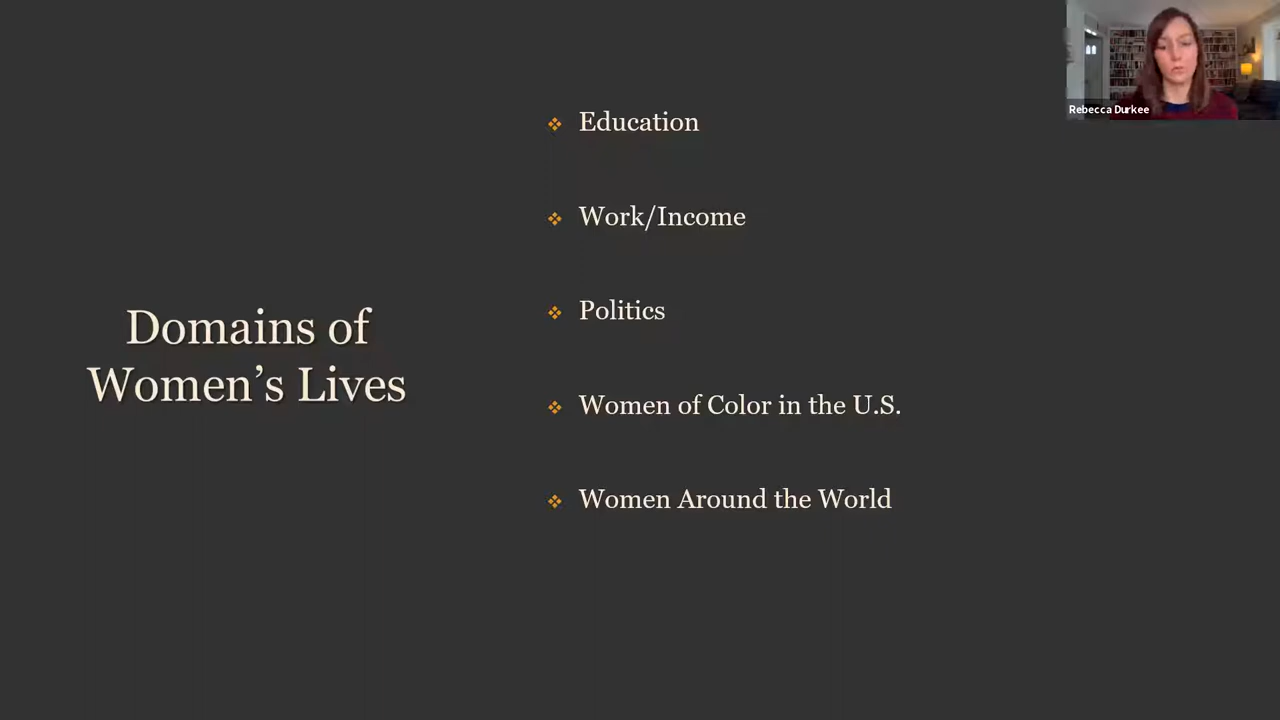 Domains of
Women’s Lives
Education
Work/Income
Politics
Women of Color in the U.S.
Women Around the World
Rebecca Durkee